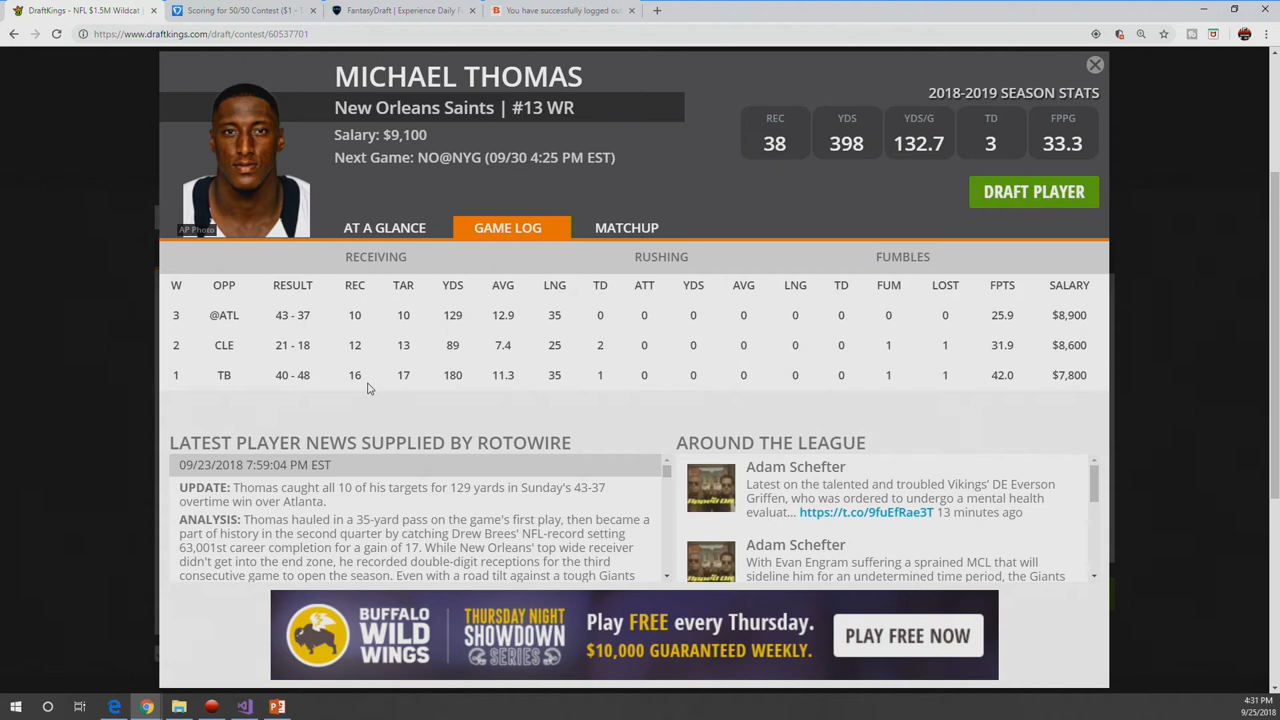 DraftKings - NFL $1.5M Wildcat
Scoring for 50/50 Contest ($1 - T
FantasyDraft | Experience Daily F
You have successfully logged ou
https://www.draftkings.com/draft/contest/60537701
MICHAEL THOMAS
New Orleans Saints | #13 WR
Salary: $9,100
Next Game: NO@NYG (09/30 4:25 PM EST)
AP Photo
2018-2019 SEASON STATS
REC YDS YDS/G TD FPPG
38 398 132.7 3 33.3
DRAFT PLAYER
AT A GLANCE GAME LOG MATCHUP
RECEIVING RUSHING FUMBLES
W OPP RESULT REC TAR YDS AVG LNG TD ATT YDS AVG LNG TD FUM LOST FPTS SALARY
3 @ATL 43 - 37 10 10 129 12.9 35 0 0 0 0 0 0 0 0 25.9 $8,900
2 CLE 21 - 18 12 13 89 7.4 25 2 0 0 0 0 0 1 1 31.9 $8,600
1 TB 40 - 48 16 17 180 11.3 35 1 0 0 0 0 0 1 1 42.0 $7,800
LATEST PLAYER NEWS SUPPLIED BY ROTOWIRE
09/23/2018 7:59:04 PM EST
UPDATE: Thomas caught all 10 of his targets for 129 yards in Sunday's 43-37
overtime win over Atlanta.
ANALYSIS: Thomas hauled in a 35-yard pass on the game's first play, then became a
part of history in the second quarter by catching Drew Brees' NFL-record setting
63,001st career completion for a gain of 17. While New Orleans' top wide receiver
didn't get into the end zone, he recorded double-digit receptions for the third
consecutive game to open the season. Even with a road tilt against a tough Giants
AROUND THE LEAGUE
Adam Schefter
Latest on the talented and troubled Vikings' DE Everson
Griffen, who was ordered to undergo a mental health
evaluat... https://t.co/9fuEfRae3T 13 minutes ago
Adam Schefter
With Evan Engram suffering a sprained MCL that will
sideline him for an undetermined time period, the Giants
BUFFALO
WILD
WINGS
THURSDAY NIGHT
SHOWDOWN
SERIES
Play FREE every Thursday.
$10,000 GUARANTEED WEEKLY.
PLAY FREE NOW
4:31 PM
9/25/2018